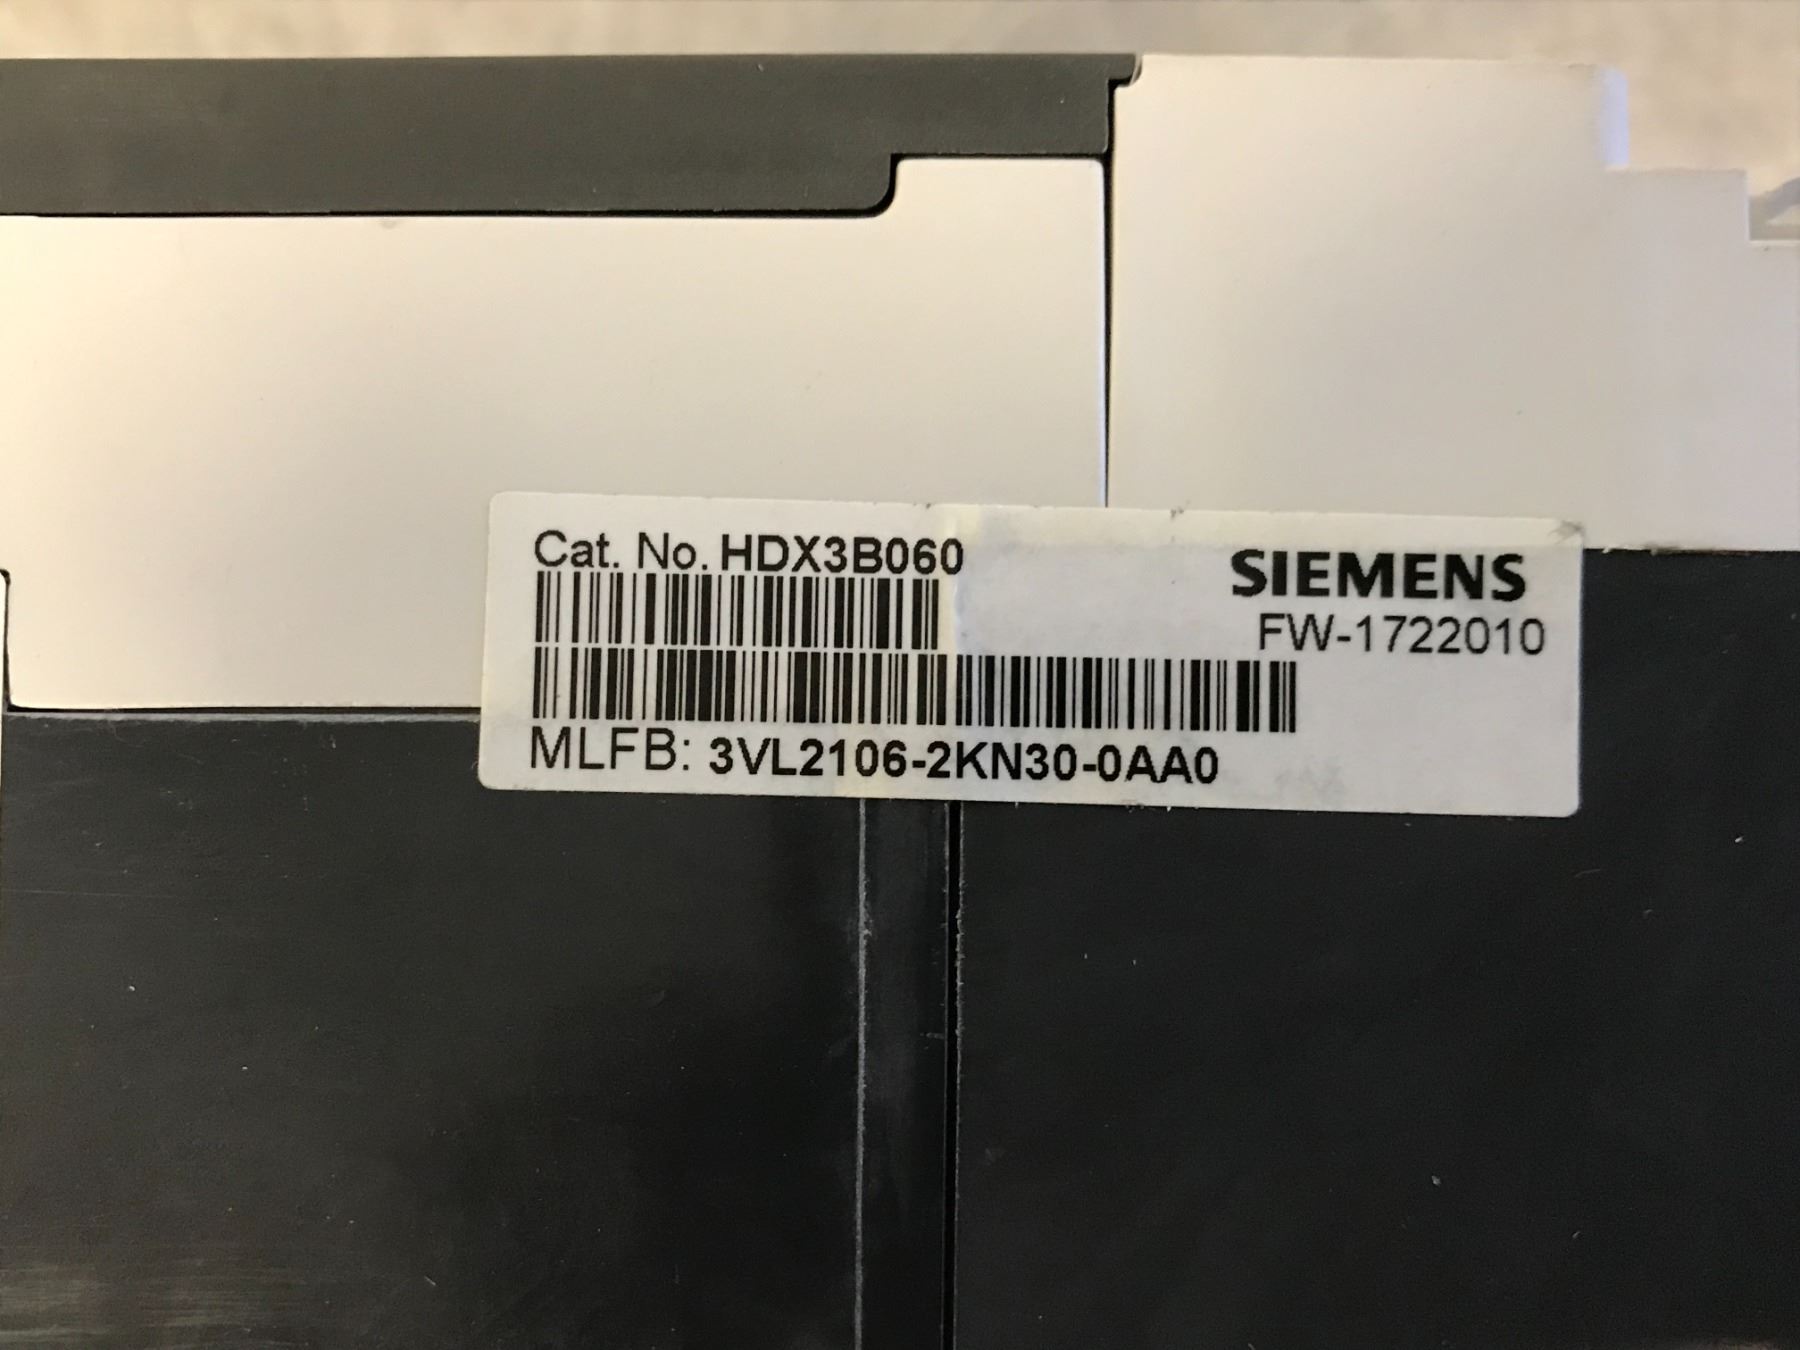 Cat. No. HDX3B060
SIEMENS
FW-1722010
MLFB: 3VL2106-2KN30-0AA0